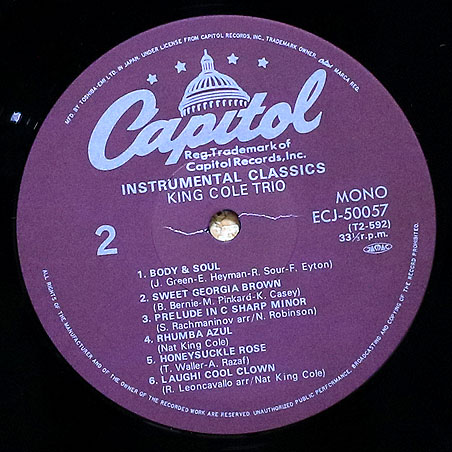 MFD. BY TOSHIBA-EMI LTD. IN JAPAN, UNDER LICENSE FROM CAPITOL RECORDS, INC., TRADEMARK OWNER. Capitol MARCA REG.
Capitol
Reg. Trademark of
Capitol Records, Inc.
INSTRUMENTAL CLASSICS
KING COLE TRIO
MONO
ECJ-50057
(T2-592)
33⅓ r.p.m.
2
1. BODY & SOUL
(J. Green-E. Heyman-R. Sour-F. Eyton)
2. SWEET GEORGIA BROWN
(B. Bernie-M. Pinkard-K. Casey)
3. PRELUDE IN C SHARP MINOR
(S. Rachmaninov arr/N. Robinson)
4. RHUMBA AZUL
(Nat King Cole)
5. HONEYSUCKLE ROSE
(T. Waller-A. Razaf)
6. LAUGH! COOL CLOWN
(R. Leoncavallo arr/Nat King Cole)
ALL RIGHTS OF THE MANUFACTURER AND OF THE OWNER OF THE RECORDED WORK ARE RESERVED. UNAUTHORIZED PUBLIC PERFORMANCE, BROADCASTING AND COPYING OF THE RECORD PROHIBITED.